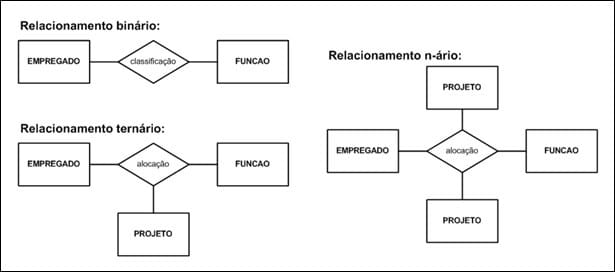 Relacionamento binário:
EMPREGADO
classificação
FUNCAO
Relacionamento ternário:
EMPREGADO
alocação
FUNCAO
PROJETO
Relacionamento n-ário:
PROJETO
EMPREGADO
alocação
FUNCAO
PROJETO